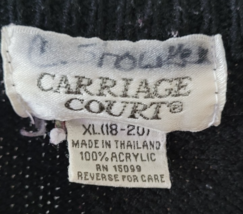 CARRIAGE
COURT®
XL(18-20)
MADE IN THAILAND
100% ACRYLIC
RN 15099
REVERSE FOR CARE